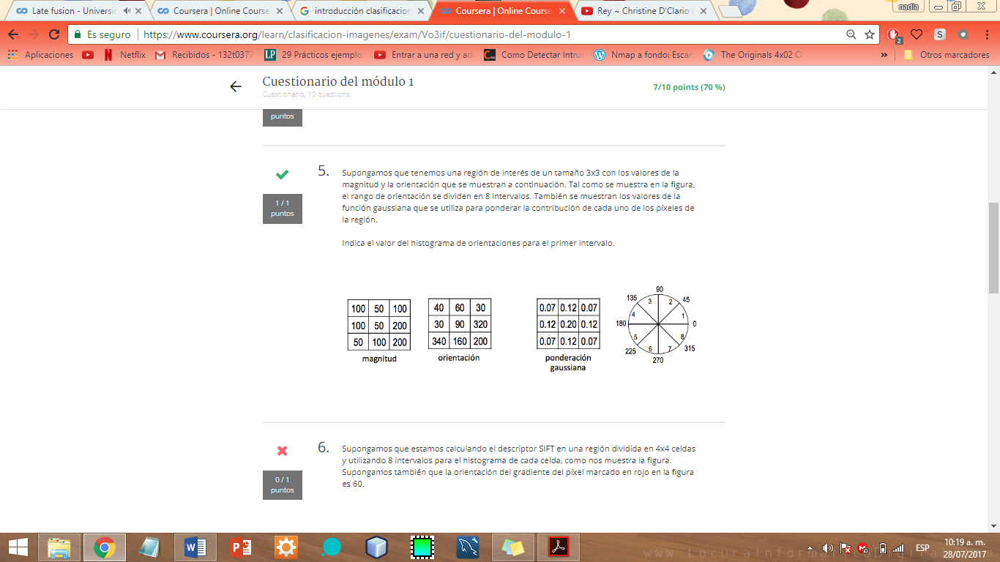 Late fusion - Universid
Coursera | Online Course
introducción clasificacion
Coursera | Online Course
Rey ~ Christine D'Clario
nadia
Es seguro
https://www.coursera.org/learn/clasificacion-imagenes/exam/Vo3if/cuestionario-del-modulo-1
2
Aplicaciones
Netflix
Recibidos - 132t0377
29 Prácticos ejemplo
Entrar a una red y ad
Como Detectar Intrus
Nmap a fondo: Escan
The Originals 4x02 O
»
Otros marcadores
Cuestionario del módulo 1
Cuestionario, 10 questions
7/10 points (70 %)
puntos
5.
1 / 1
puntos
Supongamos que tenemos una región de interés de un tamaño 3x3 con los valores de la
magnitud y la orientación que se muestran a continuación. Tal como se muestra en la figura,
el rango de orientación se dividen en 8 intervalos. También se muestran los valores de la
función gaussiana que se utiliza para ponderar la contribución de cada uno de los píxeles de
la región.
Indica el valor del histograma de orientaciones para el primer intervalo.
100 50 100
100 50 200
50 100 200
magnitud
40 60 30
30 90 320
340 160 200
orientación
0.07 0.12 0.07
0.12 0.20 0.12
0.07 0.12 0.07
ponderación
gaussiana
90
135 3 2 45
4 1
180 0
5 8
225 6 7 315
270
6.
0 / 1
puntos
Supongamos que estamos calculando el descriptor SIFT en una región dividida en 4x4 celdas
y utilizando 8 intervalos para el histograma de cada celda, como nos muestra la figura.
Supongamos también que la orientación del gradiente del píxel marcado en rojo en la figura
es 60.
ESP
10:19 a. m.
28/07/2017